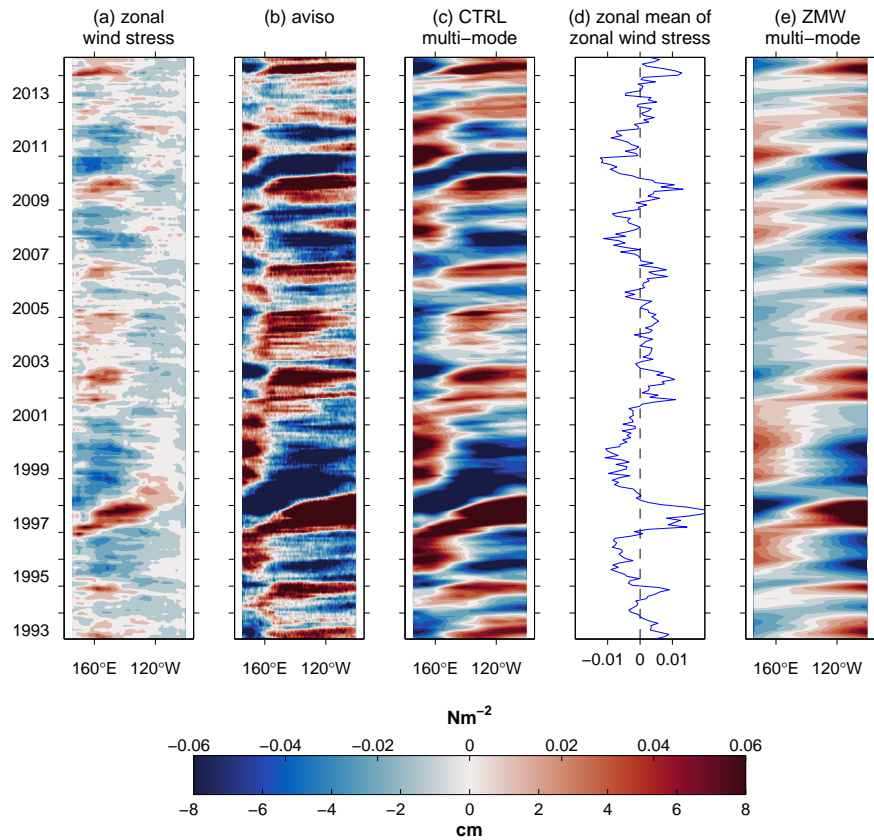 (a) zonal
wind stress
(b) aviso
(c) CTRL
multi−mode
(d) zonal mean of
zonal wind stress
(e) ZMW
multi−mode
2013
2011
2009
2007
2005
2003
2001
1999
1997
1995
1993
160°E 120°W
160°E 120°W
160°E 120°W
−0.01 0 0.01
160°E 120°W
Nm−2
−0.06 −0.04 −0.02 0 0.02 0.04 0.06
−8 −6 −4 −2 0 2 4 6 8
cm